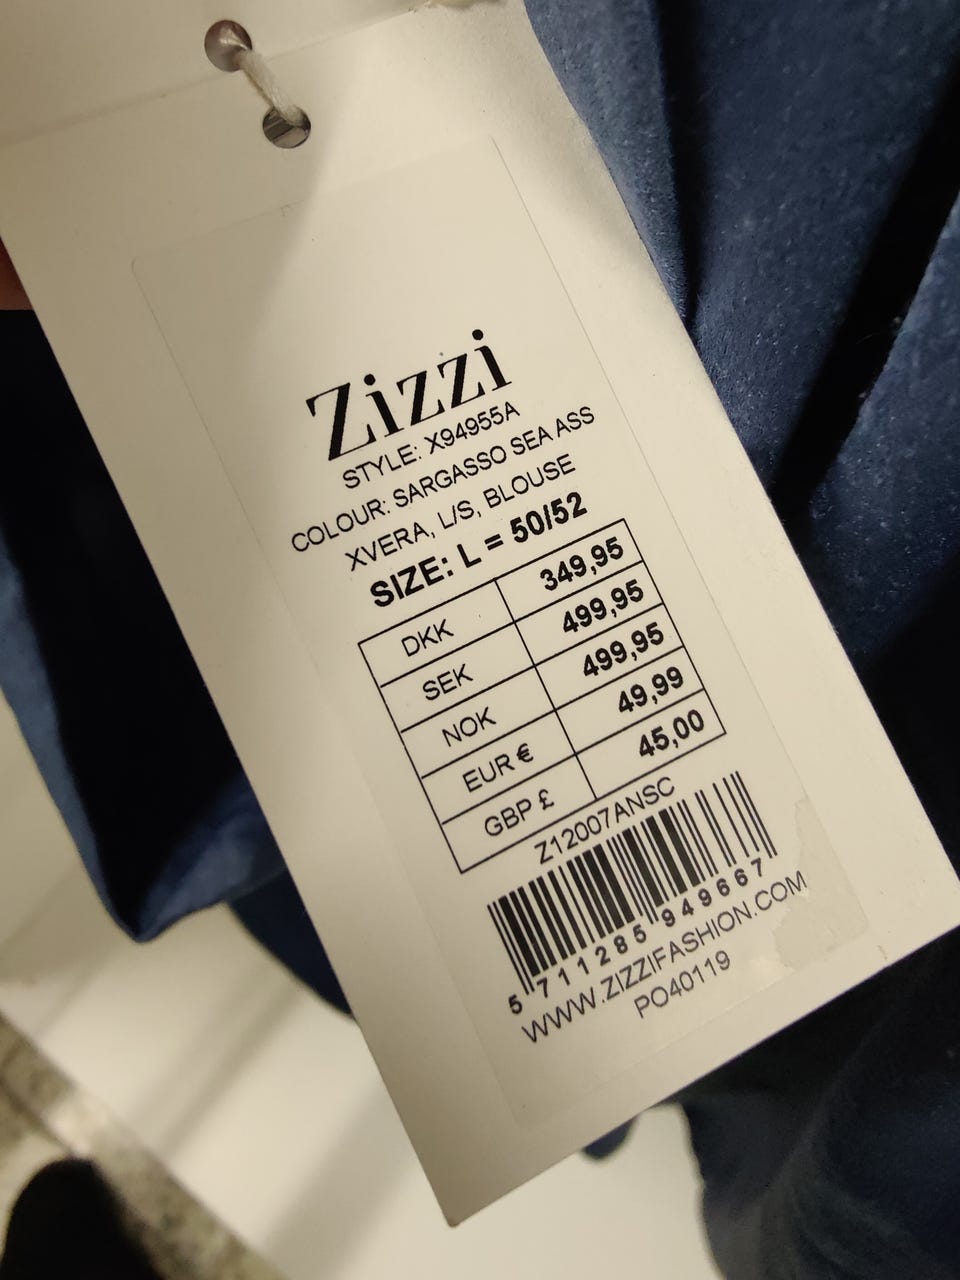 Zizzi
STYLE: X94955A
COLOUR: SARGASSO SEA ASS
XVERA, L/S, BLOUSE
SIZE: L = 50/52
DKK 349,95
SEK 499,95
NOK 499,95
EUR € 49,99
GBP £ 45,00
Z12007ANSC
5 711285 949667
WWW.ZIZZIFASHION.COM
PO40119